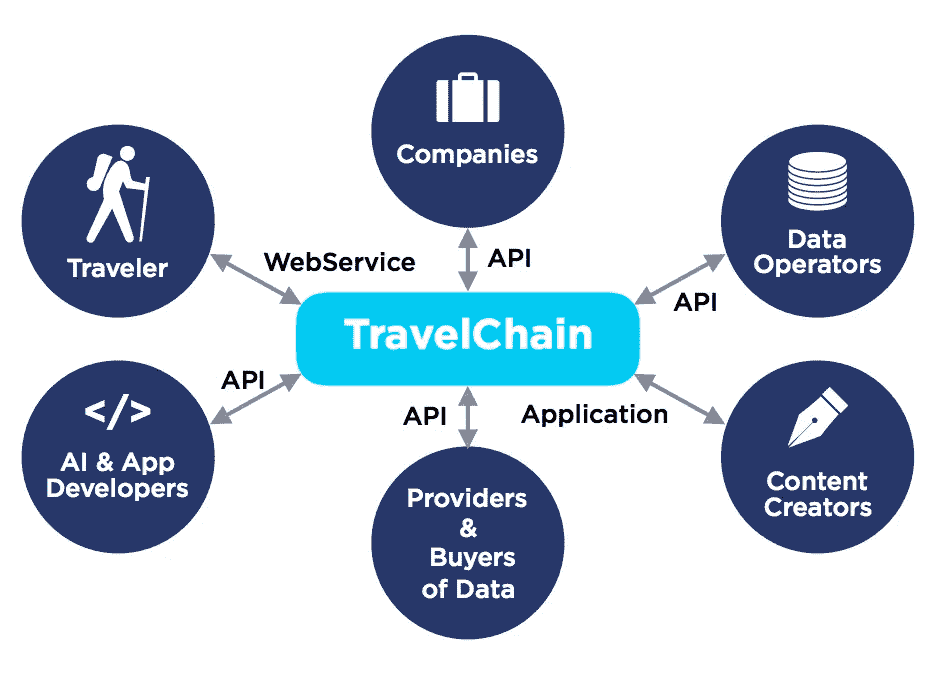 Companies
Traveler
Data
Operators
WebService
API
API
TravelChain
API
API
Application
</>
AI & App
Developers
Providers
&
Buyers
of Data
Content
Creators